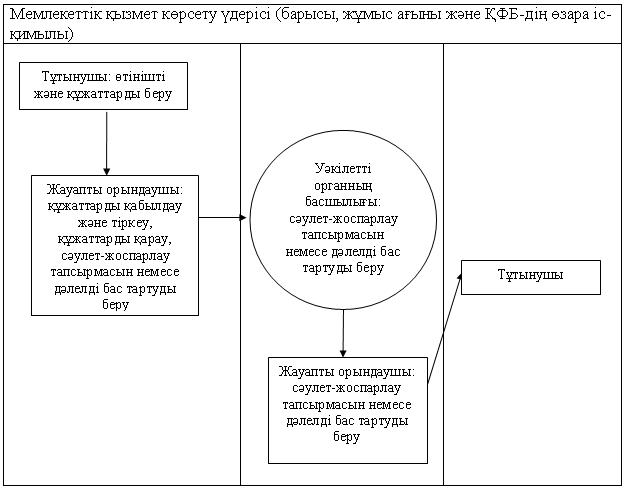 Мемлекеттік қызмет көрсету үдерісі (барысы, жұмыс ағыны және ҚФБ-дің өзара іс-
қимылы)
Тұтынушы: өтінішті
және құжаттарды беру
Жауапты орындаушы:
құжаттарды қабылдау
және тіркеу,
құжаттарды қарау,
сәулет-жоспарлау
тапсырмасын немесе
дәлелді бас тартуды
беру
Уәкілетті
органның
басшылығы:
сәулет-жоспарлау
тапсырмасын
немесе дәлелді бас
тартуды беру
Жауапты орындаушы:
сәулет-жоспарлау
тапсырмасын немесе
дәлелді бас тартуды
беру
Тұтынушы